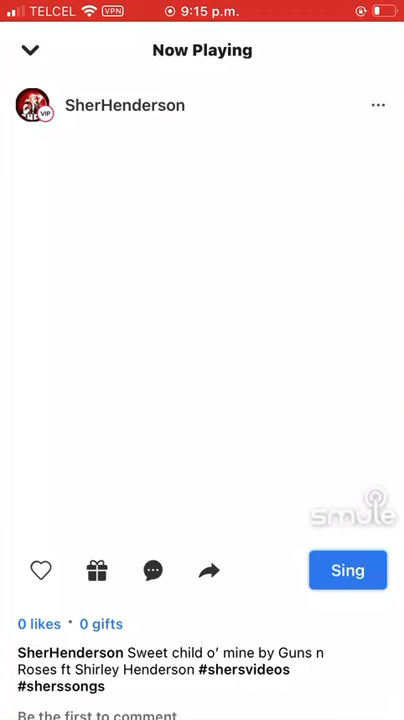 TELCEL VPN 9:15 p.m.
Now Playing
SherHenderson
VIP
smule
Sing
0 likes • 0 gifts
SherHenderson Sweet child o’ mine by Guns n
Roses ft Shirley Henderson #shersvideos
#sherssongs
Be the first to comment